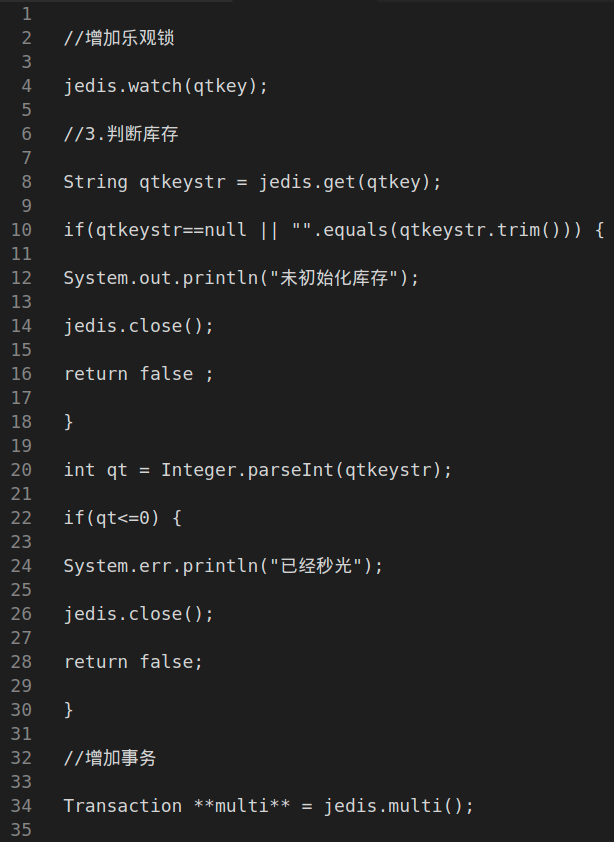 1
2 //增加乐观锁
3
4 jedis.watch(qtkey);
5
6 //3.判断库存
7
8 String qtkeystr = jedis.get(qtkey);
9
10 if(qtkeystr==null || "".equals(qtkeystr.trim())) {
11
12 System.out.println("未初始化库存");
13
14 jedis.close();
15
16 return false ;
17
18 }
19
20 int qt = Integer.parseInt(qtkeystr);
21
22 if(qt<=0) {
23
24 System.err.println("已经秒光");
25
26 jedis.close();
27
28 return false;
29
30 }
31
32 //增加事务
33
34 Transaction **multi** = jedis.multi();
35